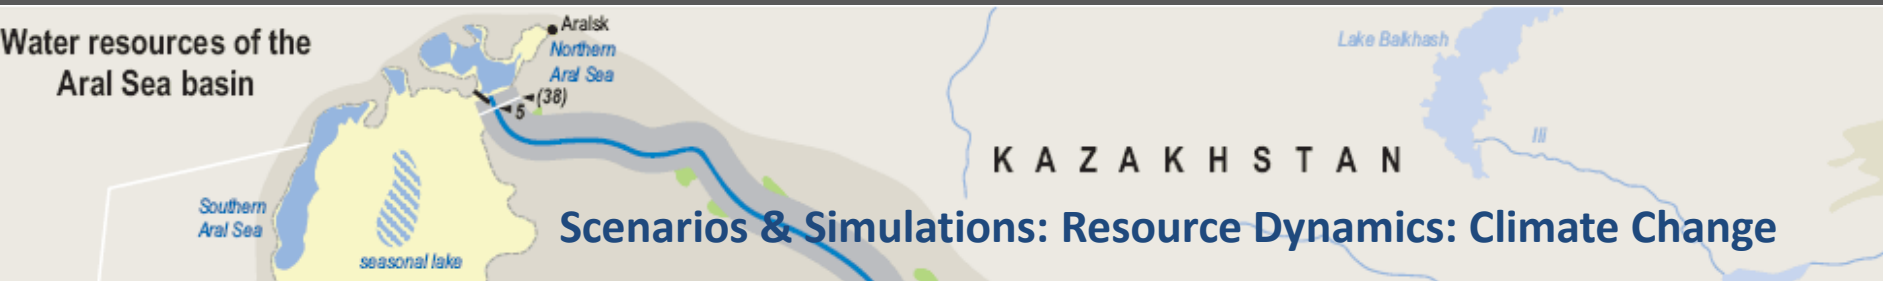 Water resources of the
Aral Sea basin
Aralsk
Northern
Aral Sea
(38)
5
Lake Balkhash
Ili
KAZAKHSTAN
Southern
Aral Sea
seasonal lake
Scenarios & Simulations: Resource Dynamics: Climate Change